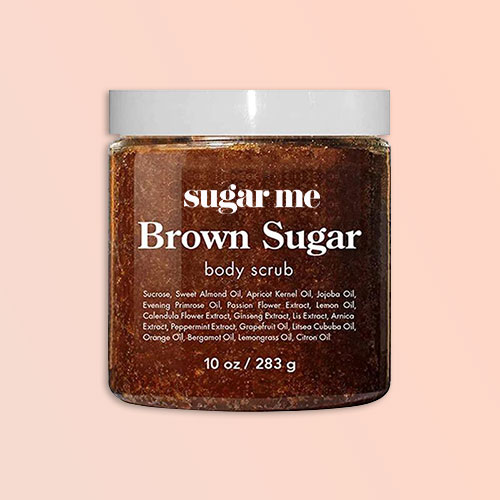 sugar me
Brown Sugar
body scrub
Sucrose, Sweet Almond Oil, Apricot Kernel Oil, Jojoba Oil,
Evening Primrose Oil, Passion Flower Extract, Lemon Oil,
Calendula Flower Extract, Ginseng Extract, Lis Extract, Arnica
Extract, Peppermint Extract, Grapefruit Oil, Litsea Cububa Oil,
Orange Oil, Bergamot Oil, Lemongrass Oil, Citron Oil
10 oz / 283 g